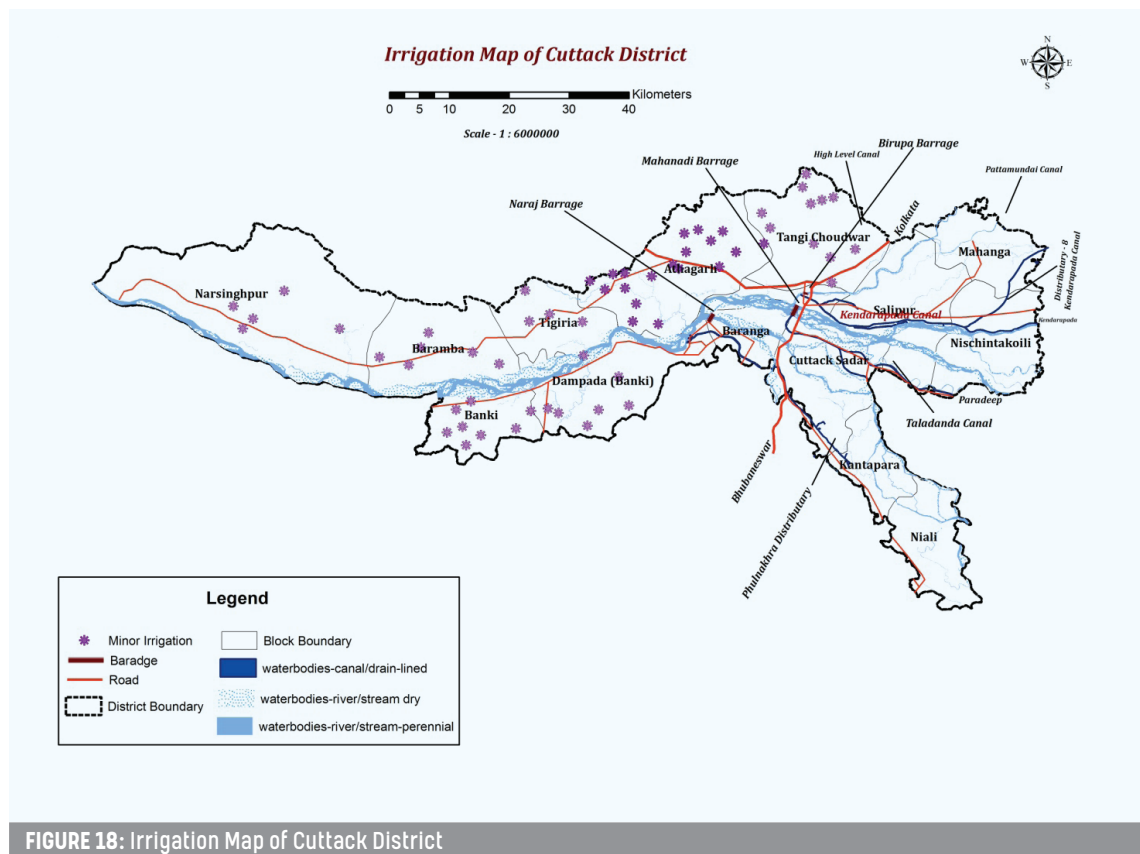 Irrigation Map of Cuttack District
N
W
E
S
Kilometers
0 5 10 20 30 40
Scale - 1 : 6000000
Birupa Barrage
High Level Canal
Mahanadi Barrage
Pattamundai Canal
Naraj Barrage
Kolkata
Tangi Choudwar
Mahanga
Distributary - 8
Kendarapada Canal
Athagarh
Narsinghpur
Salipur
Kendarapada Canal
Kendarapada
Tigiria
Baranga
Nischintakoili
Baramba
Cuttack Sadar
Dampada (Banki)
Paradeep
Banki
Taladanda Canal
Bhubaneswar
Kantapara
Phulnakhra Distributary
Niali
Legend
Minor Irrigation
Baradge
Road
District Boundary
Block Boundary
waterbodies-canal/drain-lined
waterbodies-river/stream dry
waterbodies-river/stream-perennial
FIGURE 18: Irrigation Map of Cuttack District